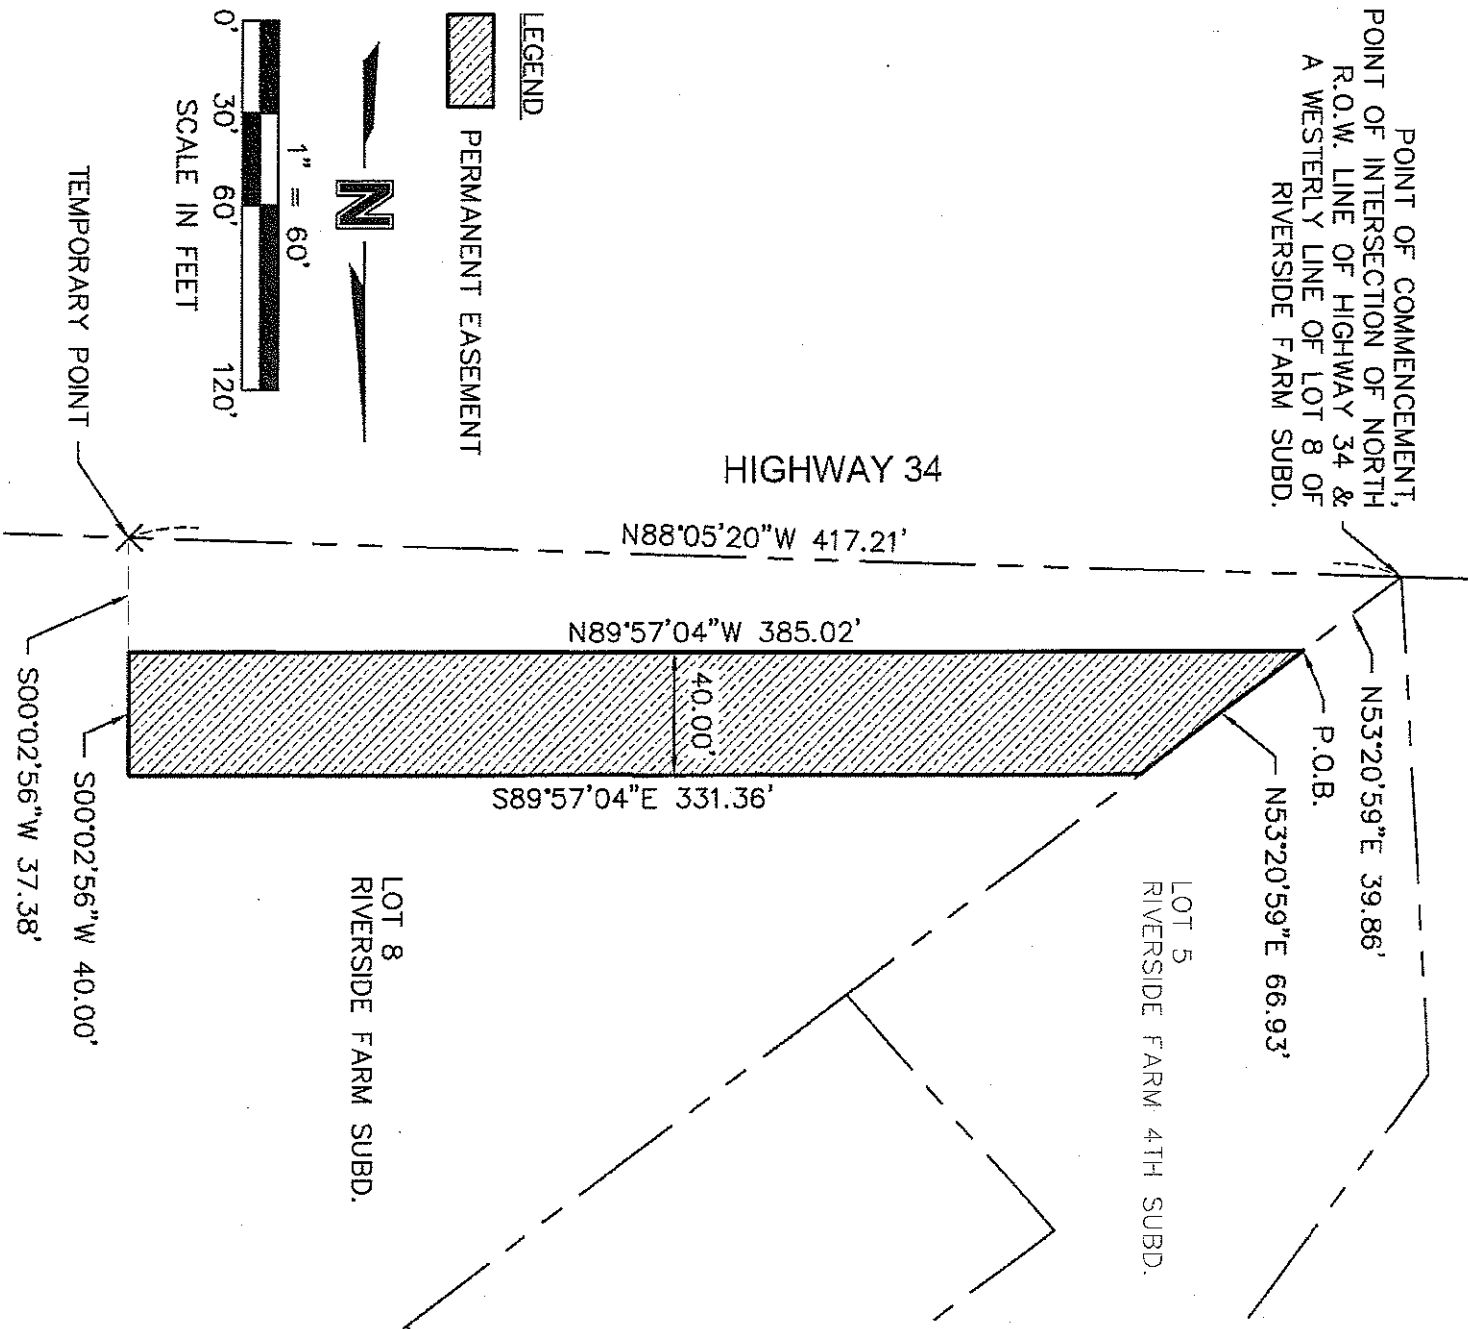 POINT OF COMMENCEMENT,
POINT OF INTERSECTION OF NORTH
R.O.W. LINE OF HIGHWAY 34 &
A WESTERLY LINE OF LOT 8 OF
RIVERSIDE FARM SUBD.
N53°20'59"E 39.86'
P.O.B.
N53°20'59"E 66.93'
LOT 5
RIVERSIDE FARM 4TH SUBD.
HIGHWAY 34
N88°05'20"W 417.21'
N89°57'04"W 385.02'
40.00'
S89°57'04"E 331.36'
LOT 8
RIVERSIDE FARM SUBD.
LEGEND
PERMANENT EASEMENT
N
1" = 60'
0' 30' 60' 120'
SCALE IN FEET
TEMPORARY POINT
S00°02'56"W 40.00'
S00°02'56"W 37.38'